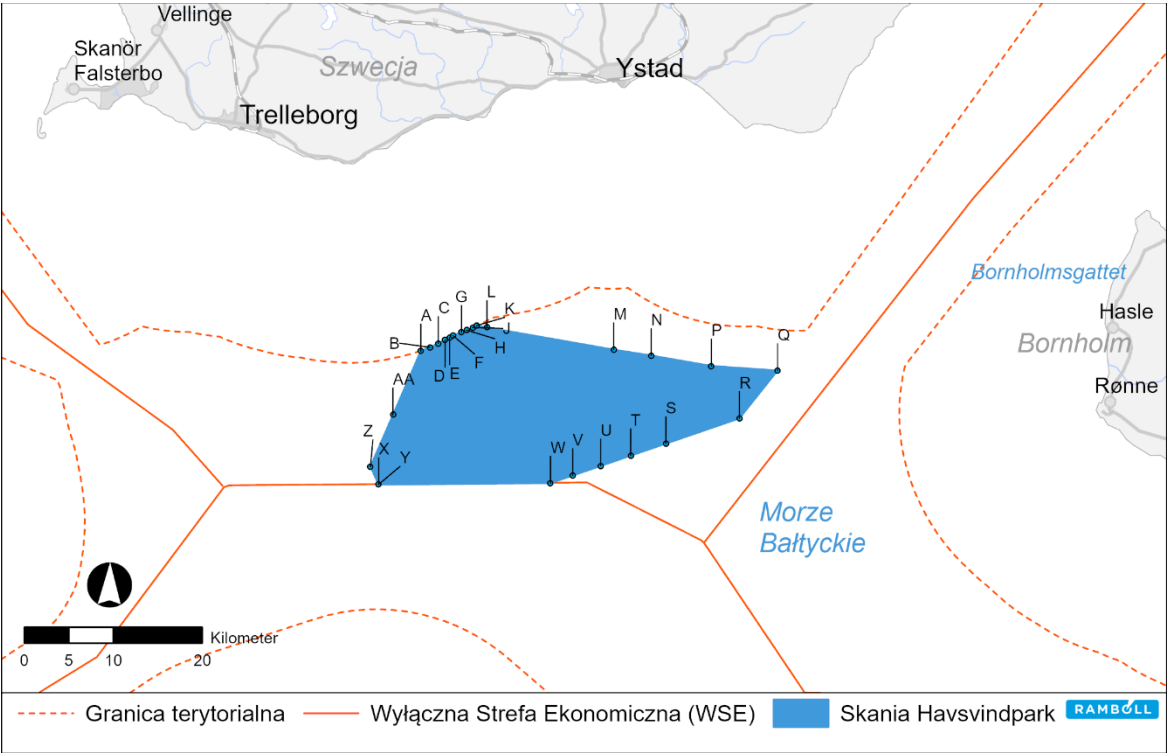 Vellinge
Skanör
Falsterbo
Szwecja
Ystad
Trelleborg
Bornholmsgattet
Hasle
Bornholm
Rønne
L
G
K
C
A
M
J
N
B
H
P
Q
F
D
E
AA
R
S
T
Z
U
X
V
W
Y
Morze
Bałtyckie
Kilometer
0 5 10 20
Granica terytorialna
Wyłączna Strefa Ekonomiczna (WSE)
Skania Havsvindpark
RAMBOLL